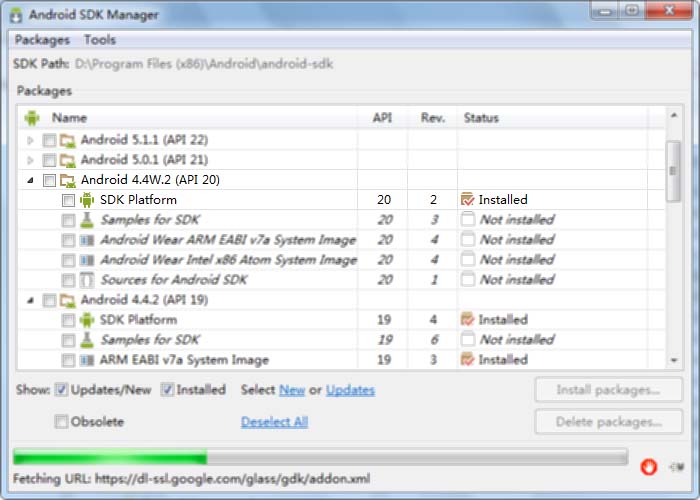 Android SDK Manager
Packages Tools
SDK Path: D:\Program Files (x86)\Android\android-sdk
Packages
Name API Rev. Status
Android 5.1.1 (API 22)
Android 5.0.1 (API 21)
Android 4.4W.2 (API 20)
SDK Platform 20 2 Installed
Samples for SDK 20 3 Not installed
Android Wear ARM EABI v7a System Image 20 4 Not installed
Android Wear Intel x86 Atom System Image 20 4 Not installed
Sources for Android SDK 20 1 Not installed
Android 4.4.2 (API 19)
SDK Platform 19 4 Installed
Samples for SDK 19 6 Not installed
ARM EABI v7a System Image 19 3 Installed
Show: Updates/New Installed Select New or Updates Install packages...
Obsolete Deselect All Delete packages...
Fetching URL: https://dl-ssl.google.com/glass/gdk/addon.xml